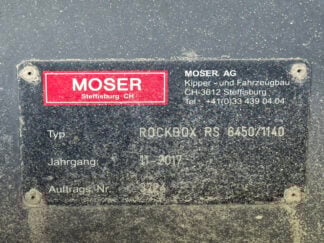 MOSER
Steffisburg CH
MOSER AG
Kipper - und Fahrzeugbau
CH-3612 Steffisburg
Tel: +41(0)33 439 04 04
Typ: ROCKBOX RS 6450/1140
Jahrgang: 11-2017
Auftrags. Nr.